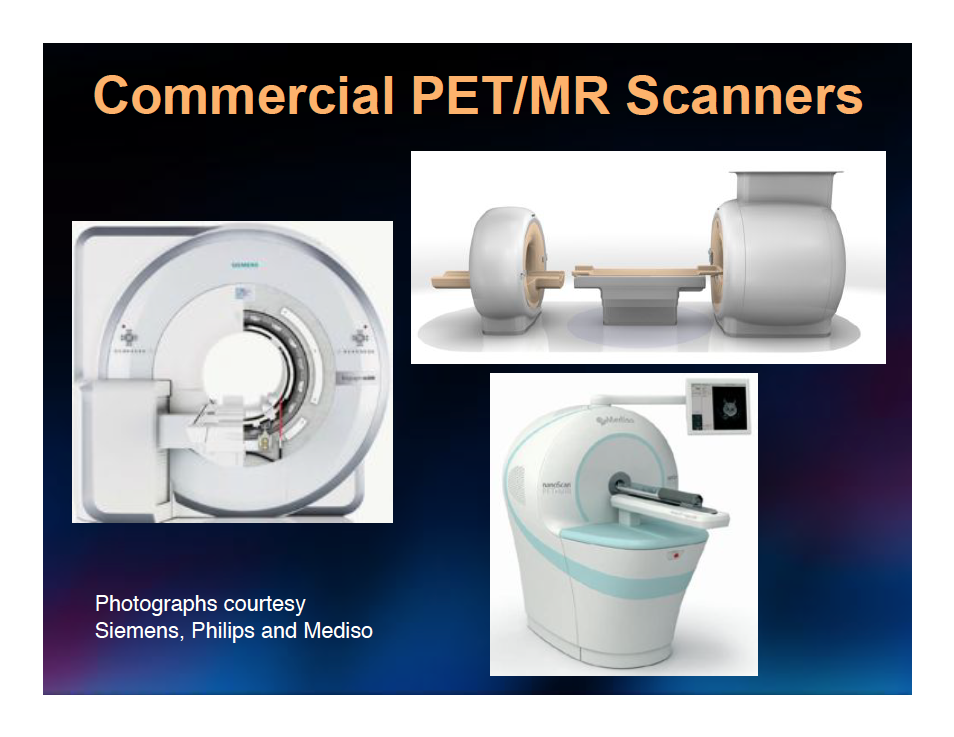 Commercial PET/MR Scanners
SIEMENS
Mediso
nanoScan
Photographs courtesy
Siemens, Philips and Mediso